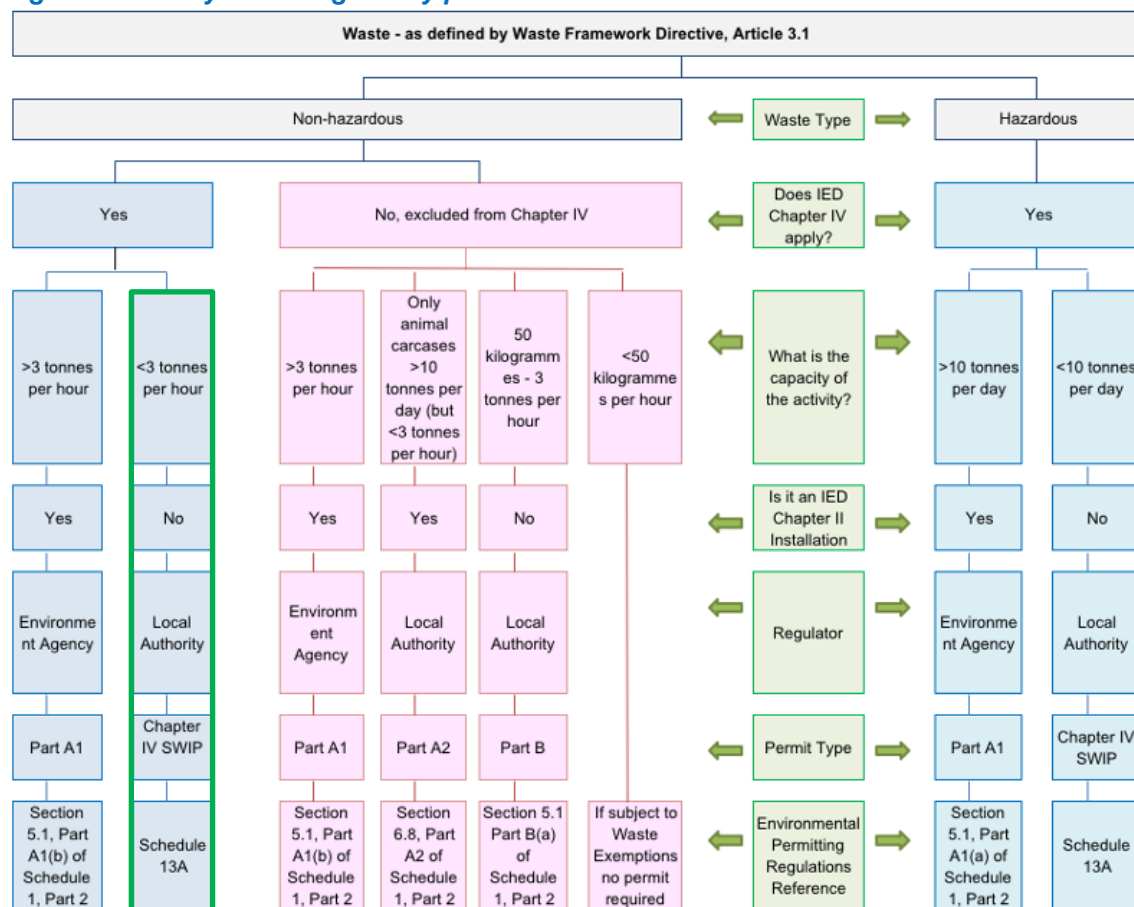 Waste - as defined by Waste Framework Directive, Article 3.1
Non-hazardous
Waste Type
Hazardous
Yes
No, excluded from Chapter IV
Does IED
Chapter IV
apply?
Yes
>3 tonnes
per hour
<3 tonnes
per hour
>3 tonnes
per hour
Only
animal
carcases
>10
tonnes per
day (but
<3 tonnes
per hour)
50
kilogramm
es - 3
tonnes per
hour
<50
kilogramme
s per hour
What is the
capacity of
the activity?
>10 tonnes
per day
<10 tonnes
per day
Yes
No
Yes
Yes
No
Is it an IED
Chapter II
Installation
Yes
No
Environme
nt Agency
Local
Authority
Environm
ent
Agency
Local
Authority
Local
Authority
Regulator
Environme
nt Agency
Local
Authority
Part A1
Chapter
IV SWIP
Part A1
Part A2
Part B
Permit Type
Part A1
Chapter IV
SWIP
Section
5.1, Part
A1(b) of
Schedule
1, Part 2
Schedule
13A
Section
5.1, Part
A1(b) of
Schedule
1, Part 2
Section
6.8, Part
A2 of
Schedule
1, Part 2
Section 5.1
Part B(a)
of
Schedule
1, Part 2
If subject to
Waste
Exemptions
no permit
required
Environmental
Permitting
Regulations
Reference
Section
5.1, Part
A1(a) of
Schedule
1, Part 2
Schedule
13A